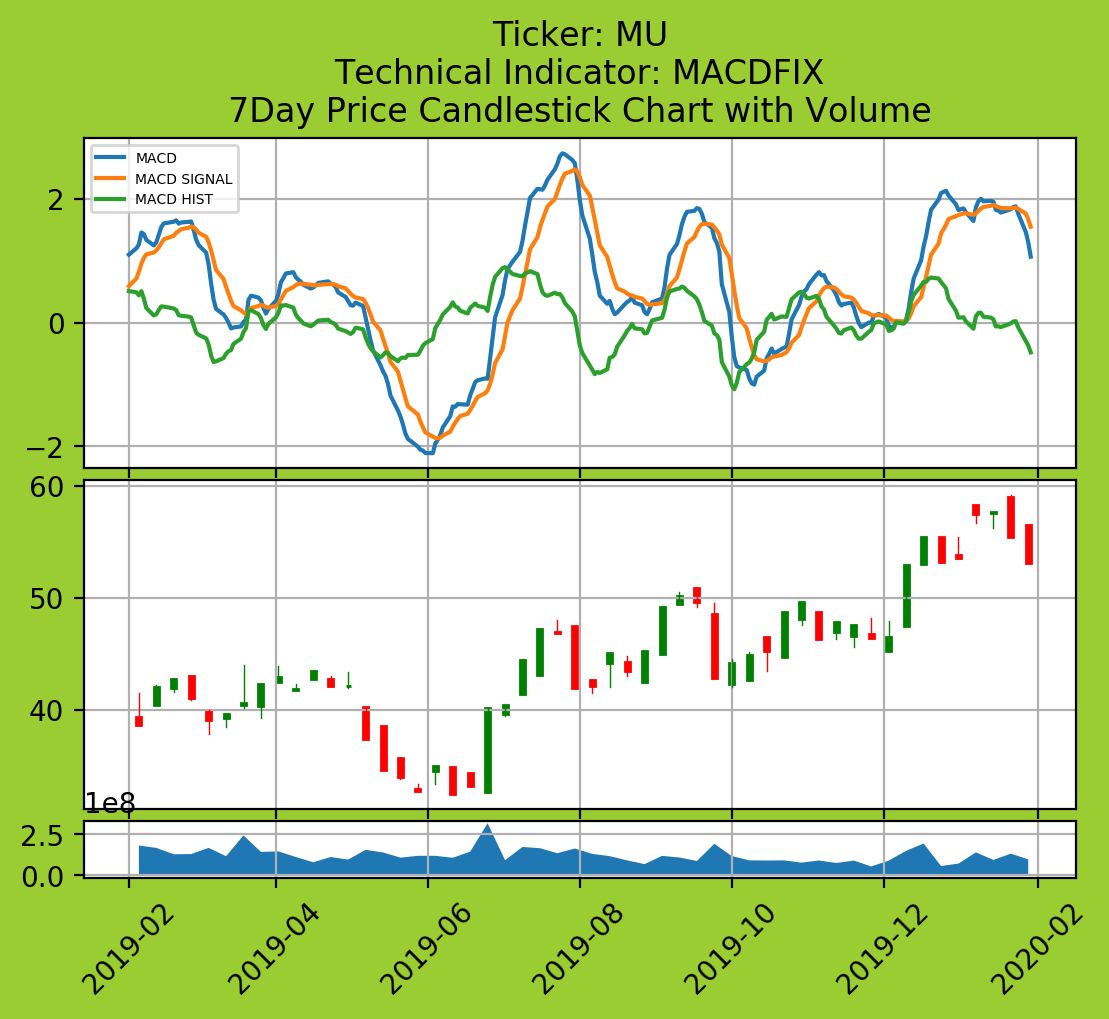 Ticker: MU
Technical Indicator: MACDFIX
7Day Price Candlestick Chart with Volume
MACD
MACD SIGNAL
MACD HIST
2
0
−2
60
50
40
1e8
2.5
0.0
2019-02
2019-04
2019-06
2019-08
2019-10
2019-12
2020-02